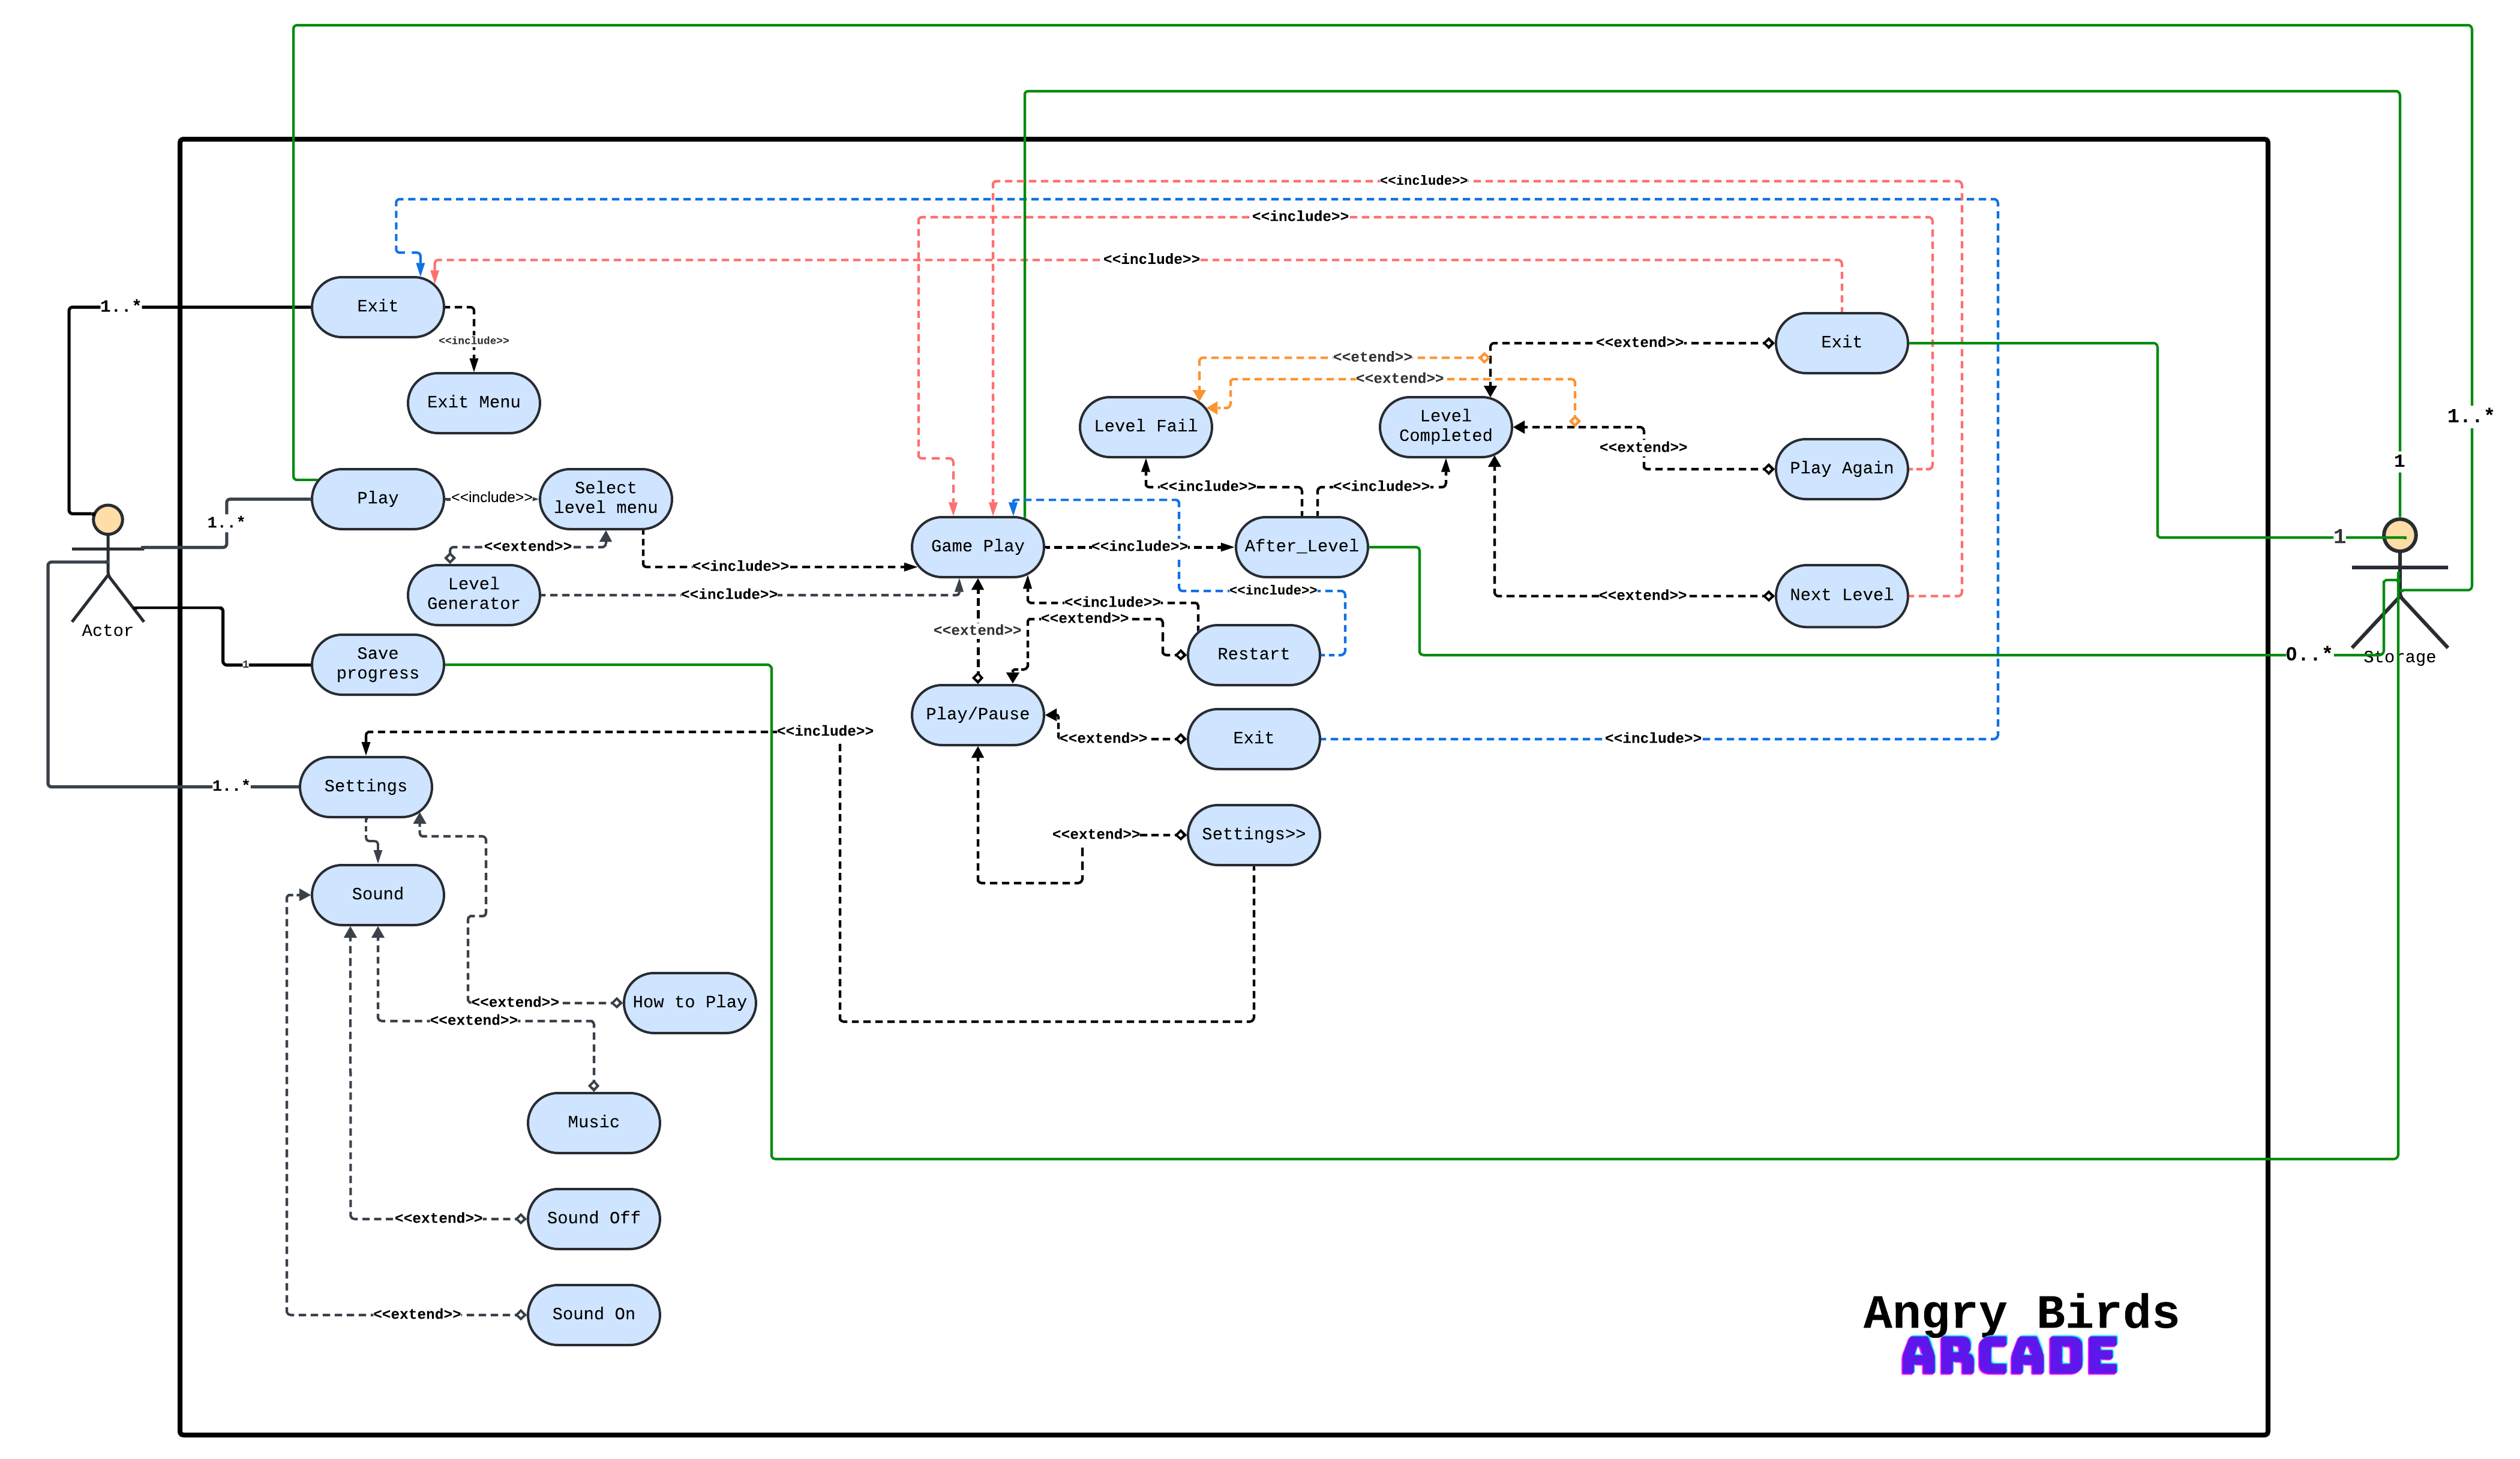 <<include>>
<<include>>
<<include>>
1..*
Exit
<<include>>
Exit Menu
<<extend>>
Exit
<<etend>>
<<extend>>
Level Fail
Level
Completed
1..*
<<extend>>
Play Again
1
Play
<<include>>
Select
level menu
<<include>>
<<include>>
1..*
<<extend>>
Game Play
<<include>>
After_Level
1
<<include>>
Level
Generator
<<include>>
<<include>>
<<include>>
<<extend>>
<<extend>>
<<extend>>
Next Level
Actor
Save
progress
1
Restart
0..*
Storage
Play/Pause
<<include>>
<<extend>>
Exit
<<include>>
Settings
1..*
<<extend>>
Settings>>
Sound
<<extend>>
How to Play
<<extend>>
Music
<<extend>>
Sound Off
<<extend>>
Sound On
Angry Birds
ARCADE